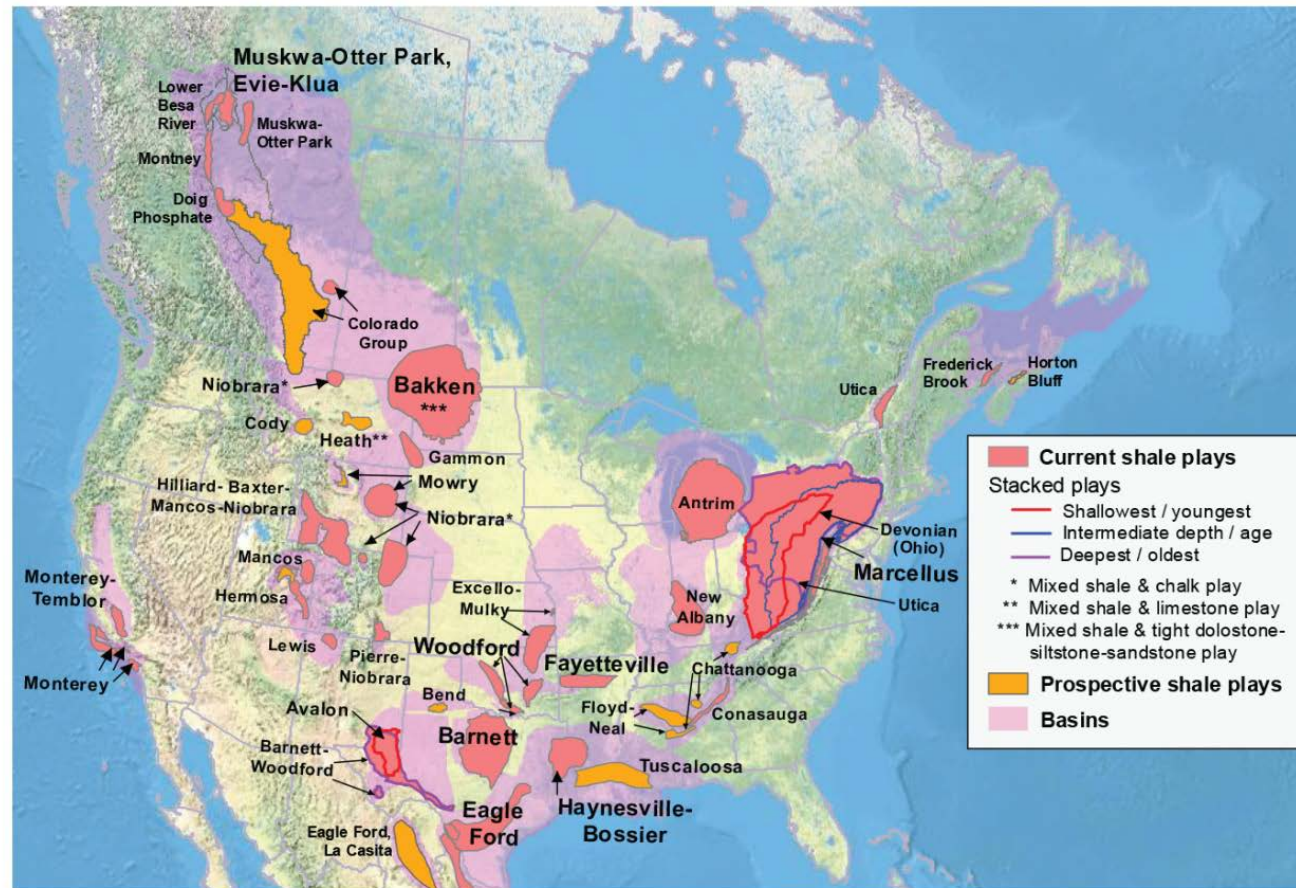 Muskwa-Otter Park,
Evie-Klua
Lower
Besa
River
Muskwa-
Otter Park
Montney
Doig
Phosphate
Colorado
Group
Niobrara*
Bakken
***
Cody
Heath**
Gammon
Mowry
Hilliard- Baxter-
Mancos-Niobrara
Niobrara*
Mancos
Hermosa
Monterey-
Temblor
Monterey
Lewis
Pierre-
Niobrara
Excello-
Mulky
Woodford
Fayetteville
Bend
Avalon
Barnett
Barnett-
Woodford
Eagle
Ford
Eagle Ford,
La Casita
Haynesville-
Bossier
Tuscaloosa
Floyd-
Neal
Conasauga
Chattanooga
New
Albany
Antrim
Devonian
(Ohio)
Marcellus
Utica
Utica
Frederick
Brook
Horton
Bluff
Current shale plays
Stacked plays
Shallowest / youngest
Intermediate depth / age
Deepest / oldest
* Mixed shale & chalk play
** Mixed shale & limestone play
*** Mixed shale & tight dolostone-
siltstone-sandstone play
Prospective shale plays
Basins